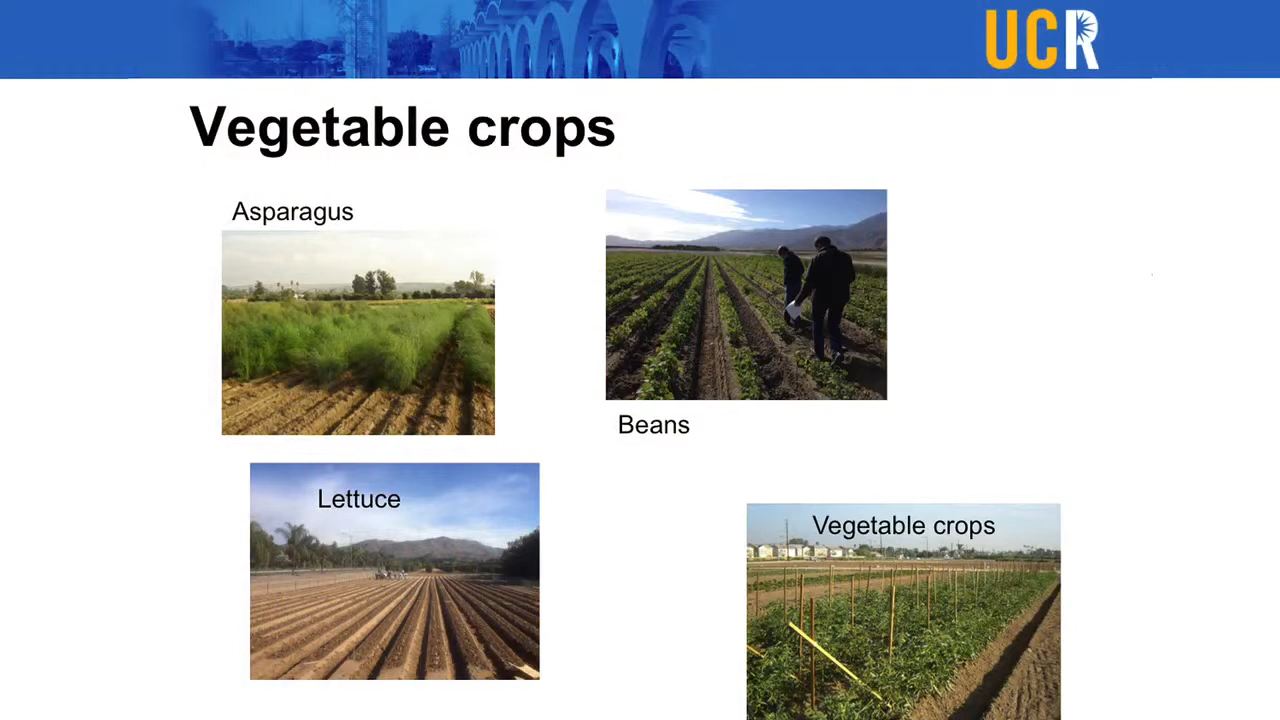 UCR
Vegetable crops
Asparagus
Beans
Lettuce
Vegetable crops